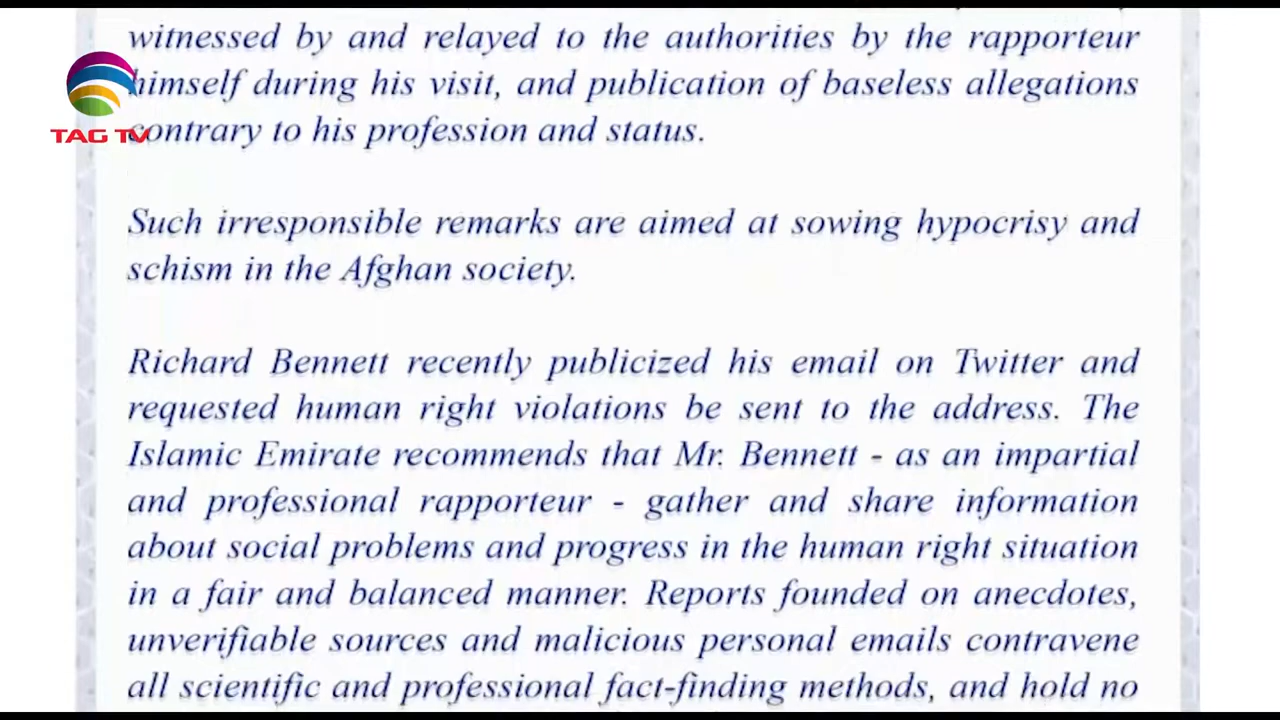 witnessed by and relayed to the authorities by the rapporteur
himself during his visit, and publication of baseless allegations
TAG TV
contrary to his profession and status.
Such irresponsible remarks are aimed at sowing hypocrisy and
schism in the Afghan society.
Richard Bennett recently publicized his email on Twitter and
requested human right violations be sent to the address. The
Islamic Emirate recommends that Mr. Bennett - as an impartial
and professional rapporteur - gather and share information
about social problems and progress in the human right situation
in a fair and balanced manner. Reports founded on anecdotes,
unverifiable sources and malicious personal emails contravene
all scientific and professional fact-finding methods, and hold no